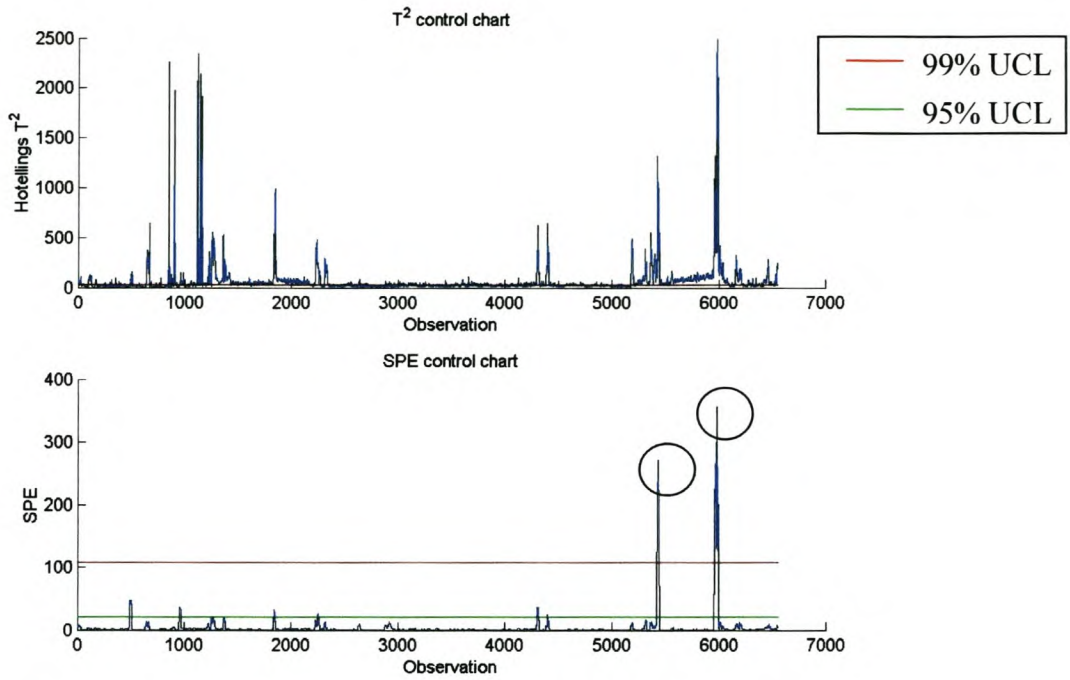 T² control chart
2500
2000
1500
1000
500
0
Hotellings T²
0 1000 2000 3000 4000 5000 6000 7000
Observation
99% UCL
95% UCL
SPE control chart
400
300
200
100
0
SPE
0 1000 2000 3000 4000 5000 6000 7000
Observation